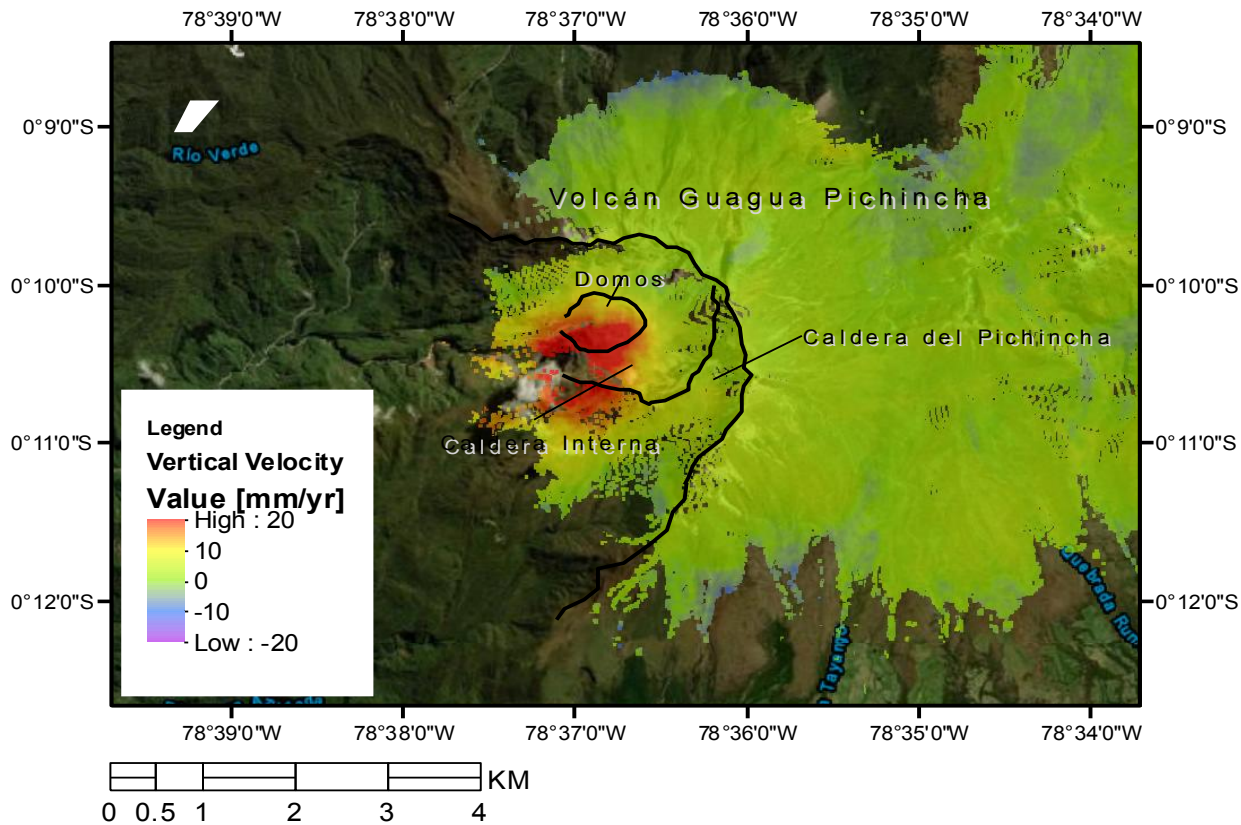 78°39'0"W 78°38'0"W 78°37'0"W 78°36'0"W 78°35'0"W 78°34'0"W
0°9'0"S 0°9'0"S
Río Verde
Volcán Guagua Pichincha
0°10'0"S 0°10'0"S
Domos
Caldera del Pichincha
0°11'0"S 0°11'0"S
Caldera Interna
Legend
Vertical Velocity
Value [mm/yr]
High : 20
10
0
-10
Low : -20
Quebrada Rum
0°12'0"S 0°12'0"S
78°39'0"W 78°38'0"W 78°37'0"W 78°36'0"W 78°35'0"W 78°34'0"W
KM
0 0.5 1 2 3 4